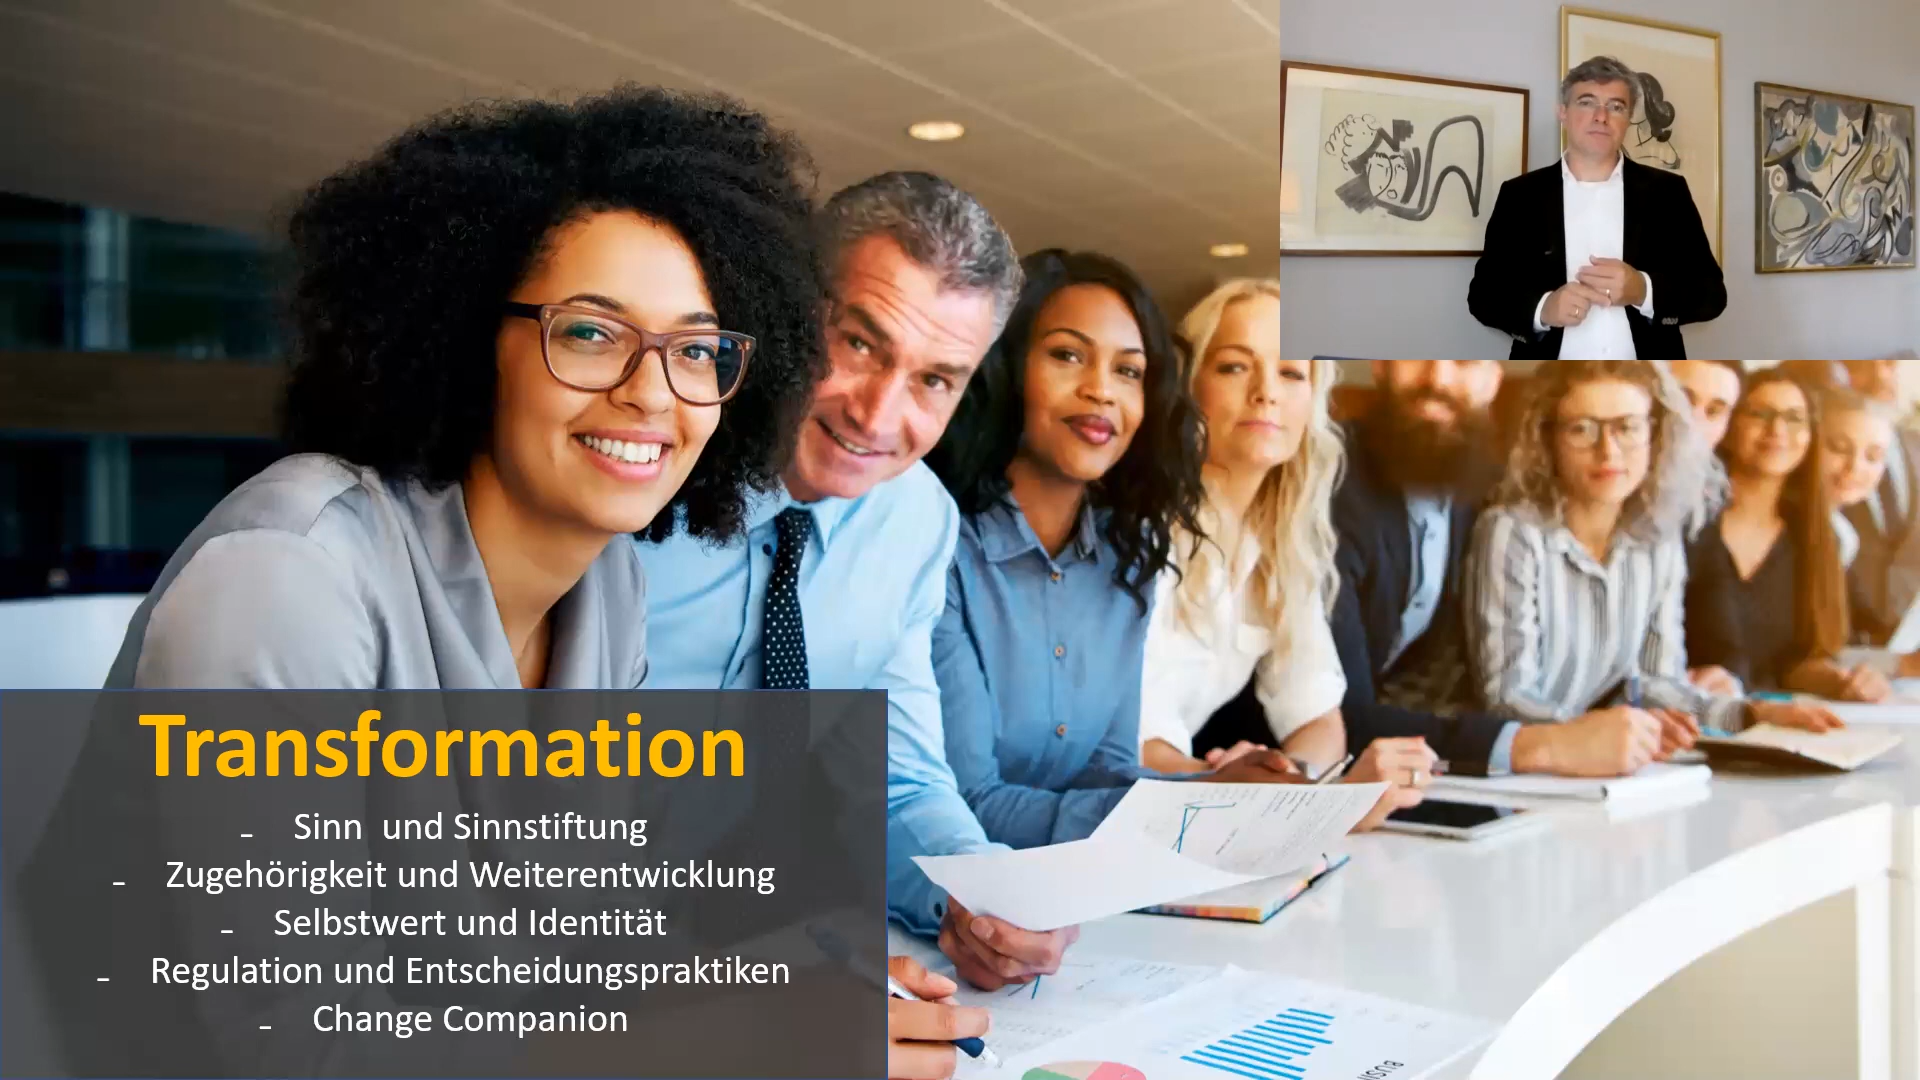 Transformation
- Sinn und Sinnstiftung
- Zugehörigkeit und Weiterentwicklung
- Selbstwert und Identität
- Regulation und Entscheidungspraktiken
- Change Companion